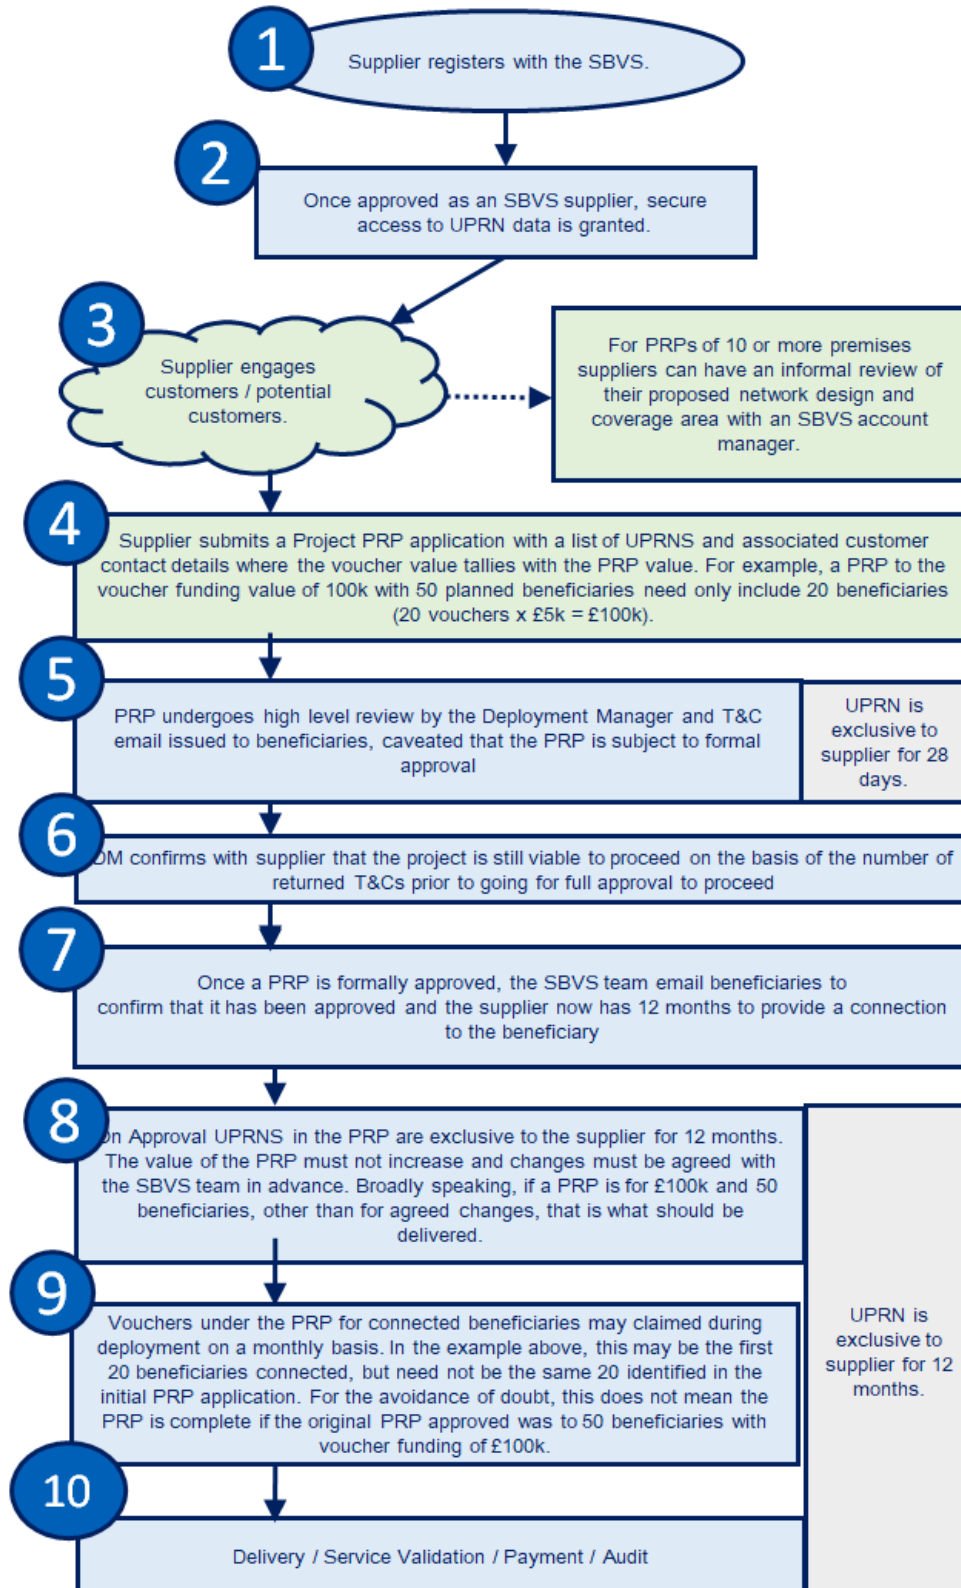 1
Supplier registers with the SBVS.
2
Once approved as an SBVS supplier, secure
access to UPRN data is granted.
3
Supplier engages
customers / potential
customers.
For PRPs of 10 or more premises
suppliers can have an informal review of
their proposed network design and
coverage area with an SBVS account
manager.
4
Supplier submits a Project PRP application with a list of UPRNS and associated customer
contact details where the voucher value tallies with the PRP value. For example, a PRP to the
voucher funding value of 100k with 50 planned beneficiaries need only include 20 beneficiaries
(20 vouchers x £5k = £100k).
5
PRP undergoes high level review by the Deployment Manager and T&C
email issued to beneficiaries, caveated that the PRP is subject to formal
approval
UPRN is
exclusive to
supplier for 28
days.
6
DM confirms with supplier that the project is still viable to proceed on the basis of the number of
returned T&Cs prior to going for full approval to proceed
7
Once a PRP is formally approved, the SBVS team email beneficiaries to
confirm that it has been approved and the supplier now has 12 months to provide a connection
to the beneficiary
8
On Approval UPRNS in the PRP are exclusive to the supplier for 12 months.
The value of the PRP must not increase and changes must be agreed with
the SBVS team in advance. Broadly speaking, if a PRP is for £100k and 50
beneficiaries, other than for agreed changes, that is what should be
delivered.
9
Vouchers under the PRP for connected beneficiaries may claimed during
deployment on a monthly basis. In the example above, this may be the first
20 beneficiaries connected, but need not be the same 20 identified in the
initial PRP application. For the avoidance of doubt, this does not mean the
PRP is complete if the original PRP approved was to 50 beneficiaries with
voucher funding of £100k.
UPRN is
exclusive to
supplier for 12
months.
10
Delivery / Service Validation / Payment / Audit